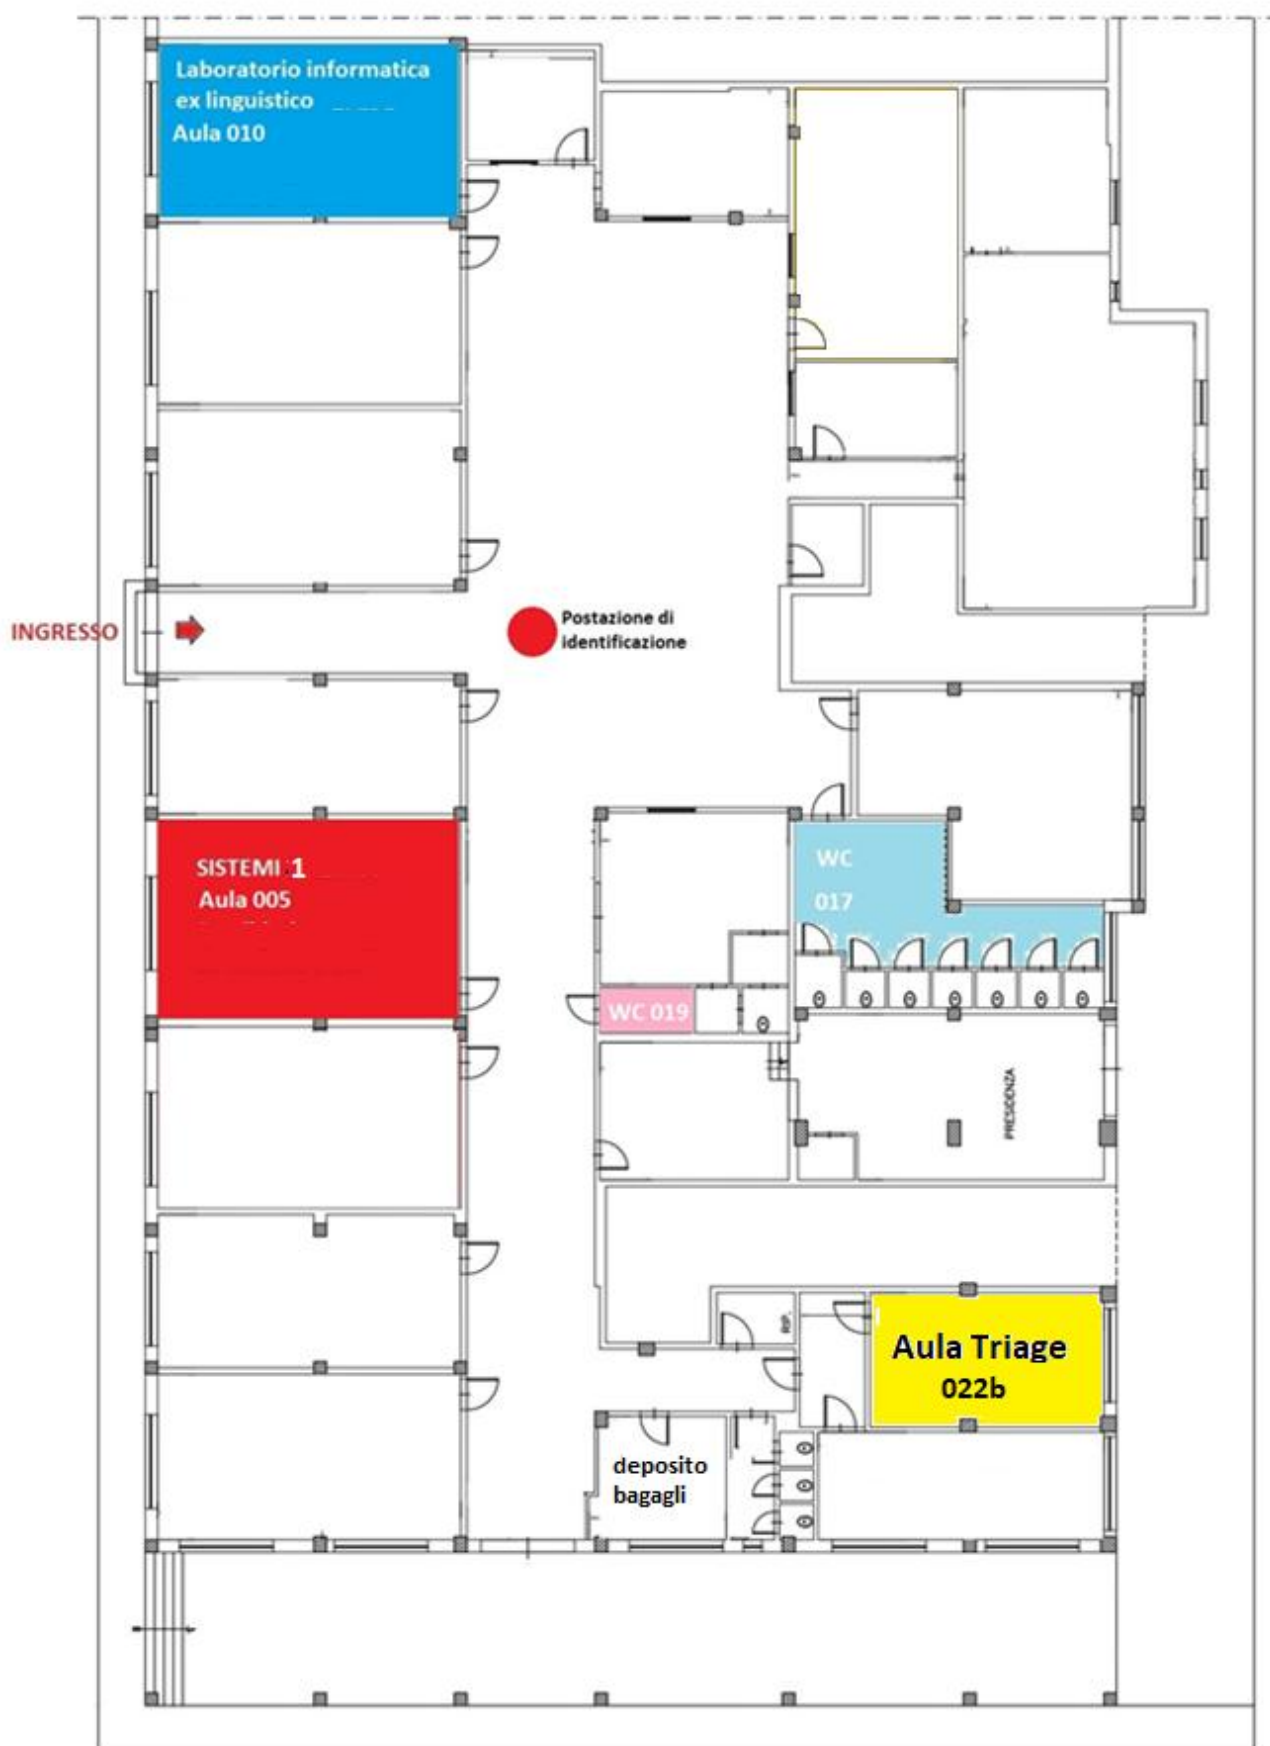 Laboratorio informatica
ex linguistico
Aula 010
INGRESSO
Postazione di
identificazione
SISTEMI 1
Aula 005
WC
017
WC 019
PRESIDENZA
RIP.
Aula Triage
022b
deposito
bagagli